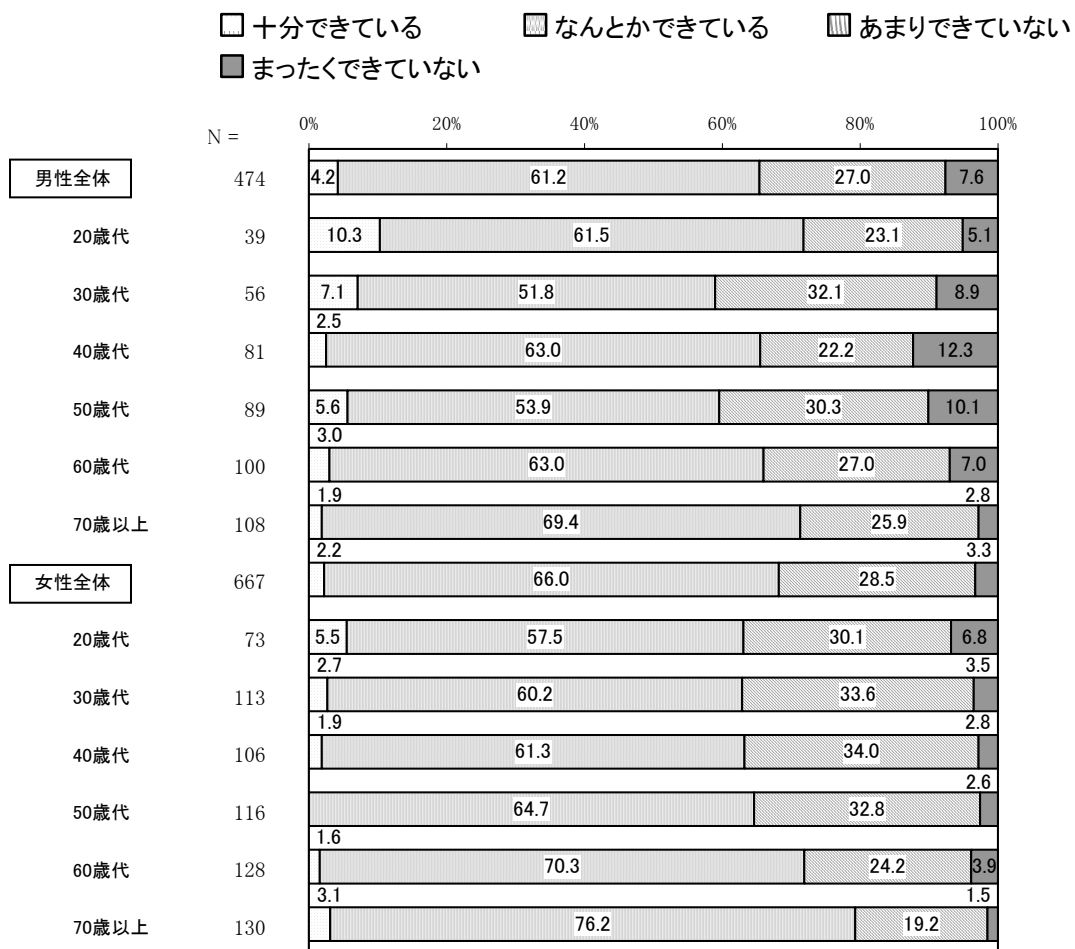 十分できている なんとかできている あまりできていない
まったくできていない
N = 0% 20% 40% 60% 80% 100%
男性全体 474 4.2 61.2 27.0 7.6
20歳代 39 10.3 61.5 23.1 5.1
30歳代 56 7.1 51.8 32.1 8.9
2.5
40歳代 81 63.0 22.2 12.3
50歳代 89 5.6 53.9 30.3 10.1
3.0
60歳代 100 63.0 27.0 7.0
1.9 2.8
70歳以上 108 69.4 25.9
2.2 3.3
女性全体 667 66.0 28.5
20歳代 73 5.5 57.5 30.1 6.8
2.7 3.5
30歳代 113 60.2 33.6
1.9 2.8
40歳代 106 61.3 34.0
2.6
50歳代 116 64.7 32.8
1.6
60歳代 128 70.3 24.2 3.9
3.1 1.5
70歳以上 130 76.2 19.2